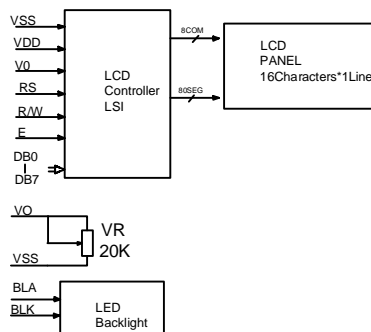 VSS
VDD
V0
RS
R/W
E
DB0
DB7
LCD
Controller
LSI
8COM
80SEG
LCD
PANEL
16Characters*1Line
VO
VSS
VR
20K
BLA
BLK
LED
Backlight